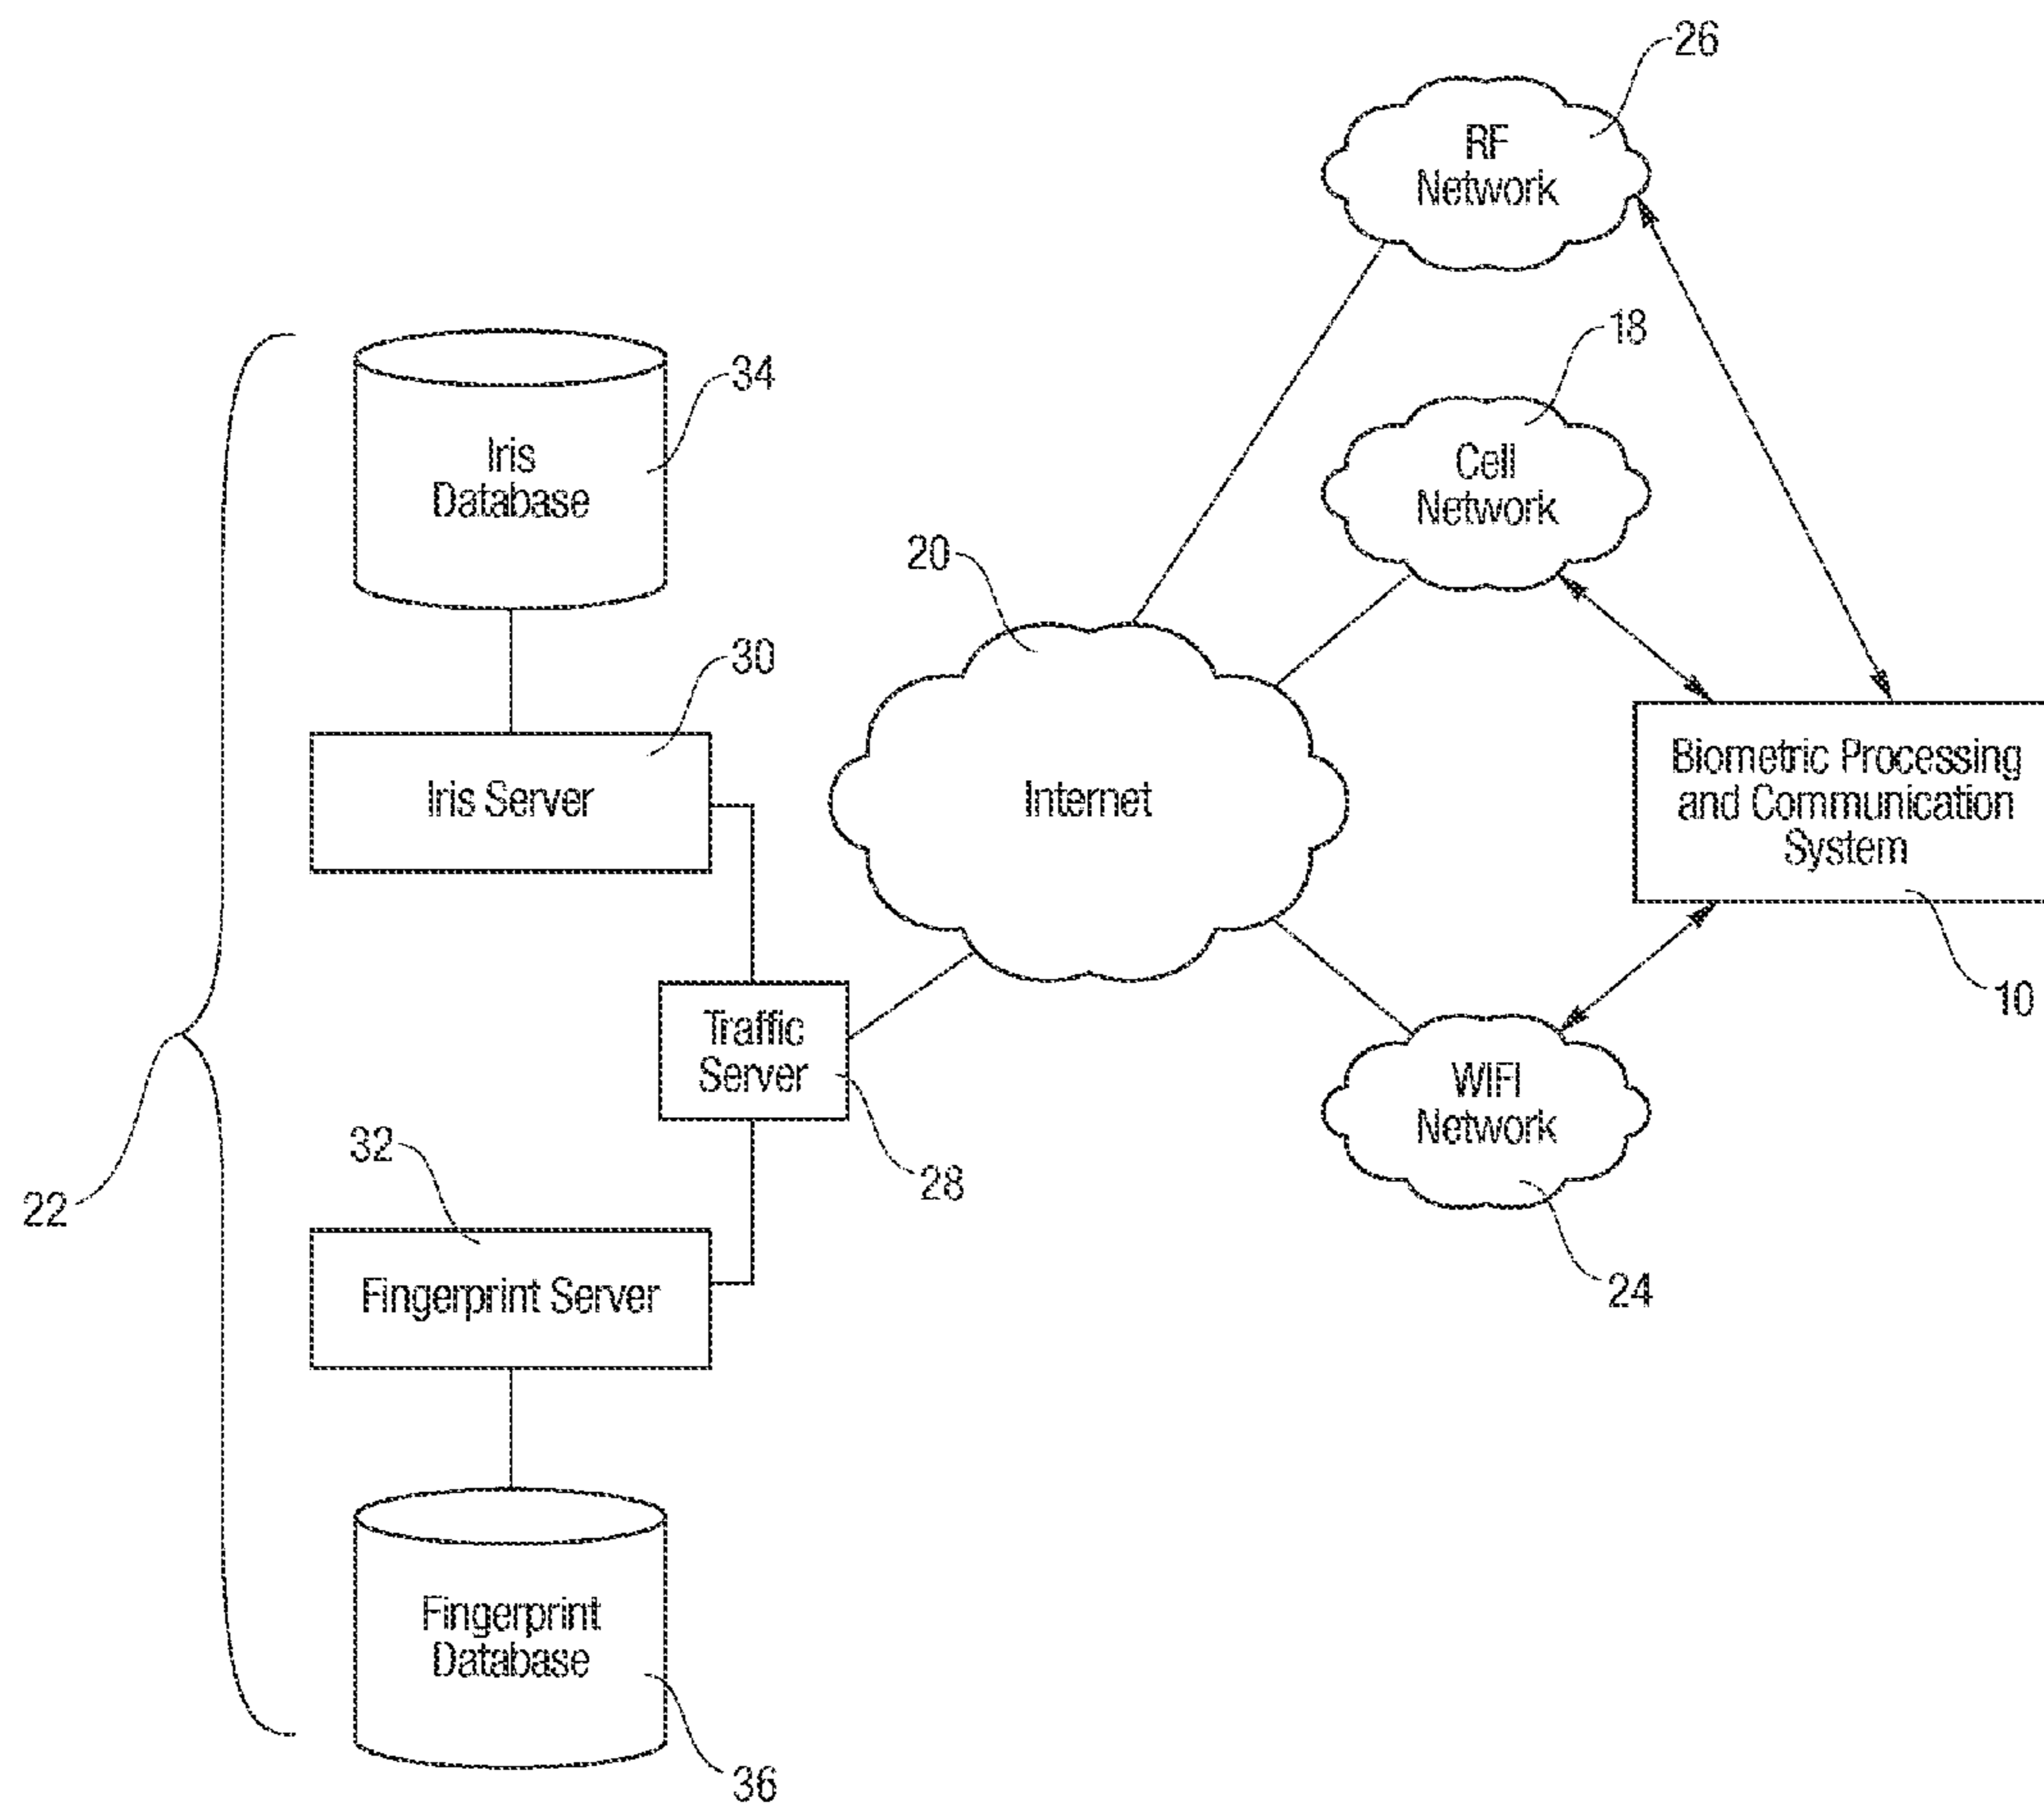 26
RF
Network
18
Cell
Network
34
Iris
Database
20
30
Iris Server
Internet
Biometric Processing
and Communication
System
10
Traffic
Server
28
WIFI
Network
24
22
32
Fingerprint Server
Fingerprint
Database
36